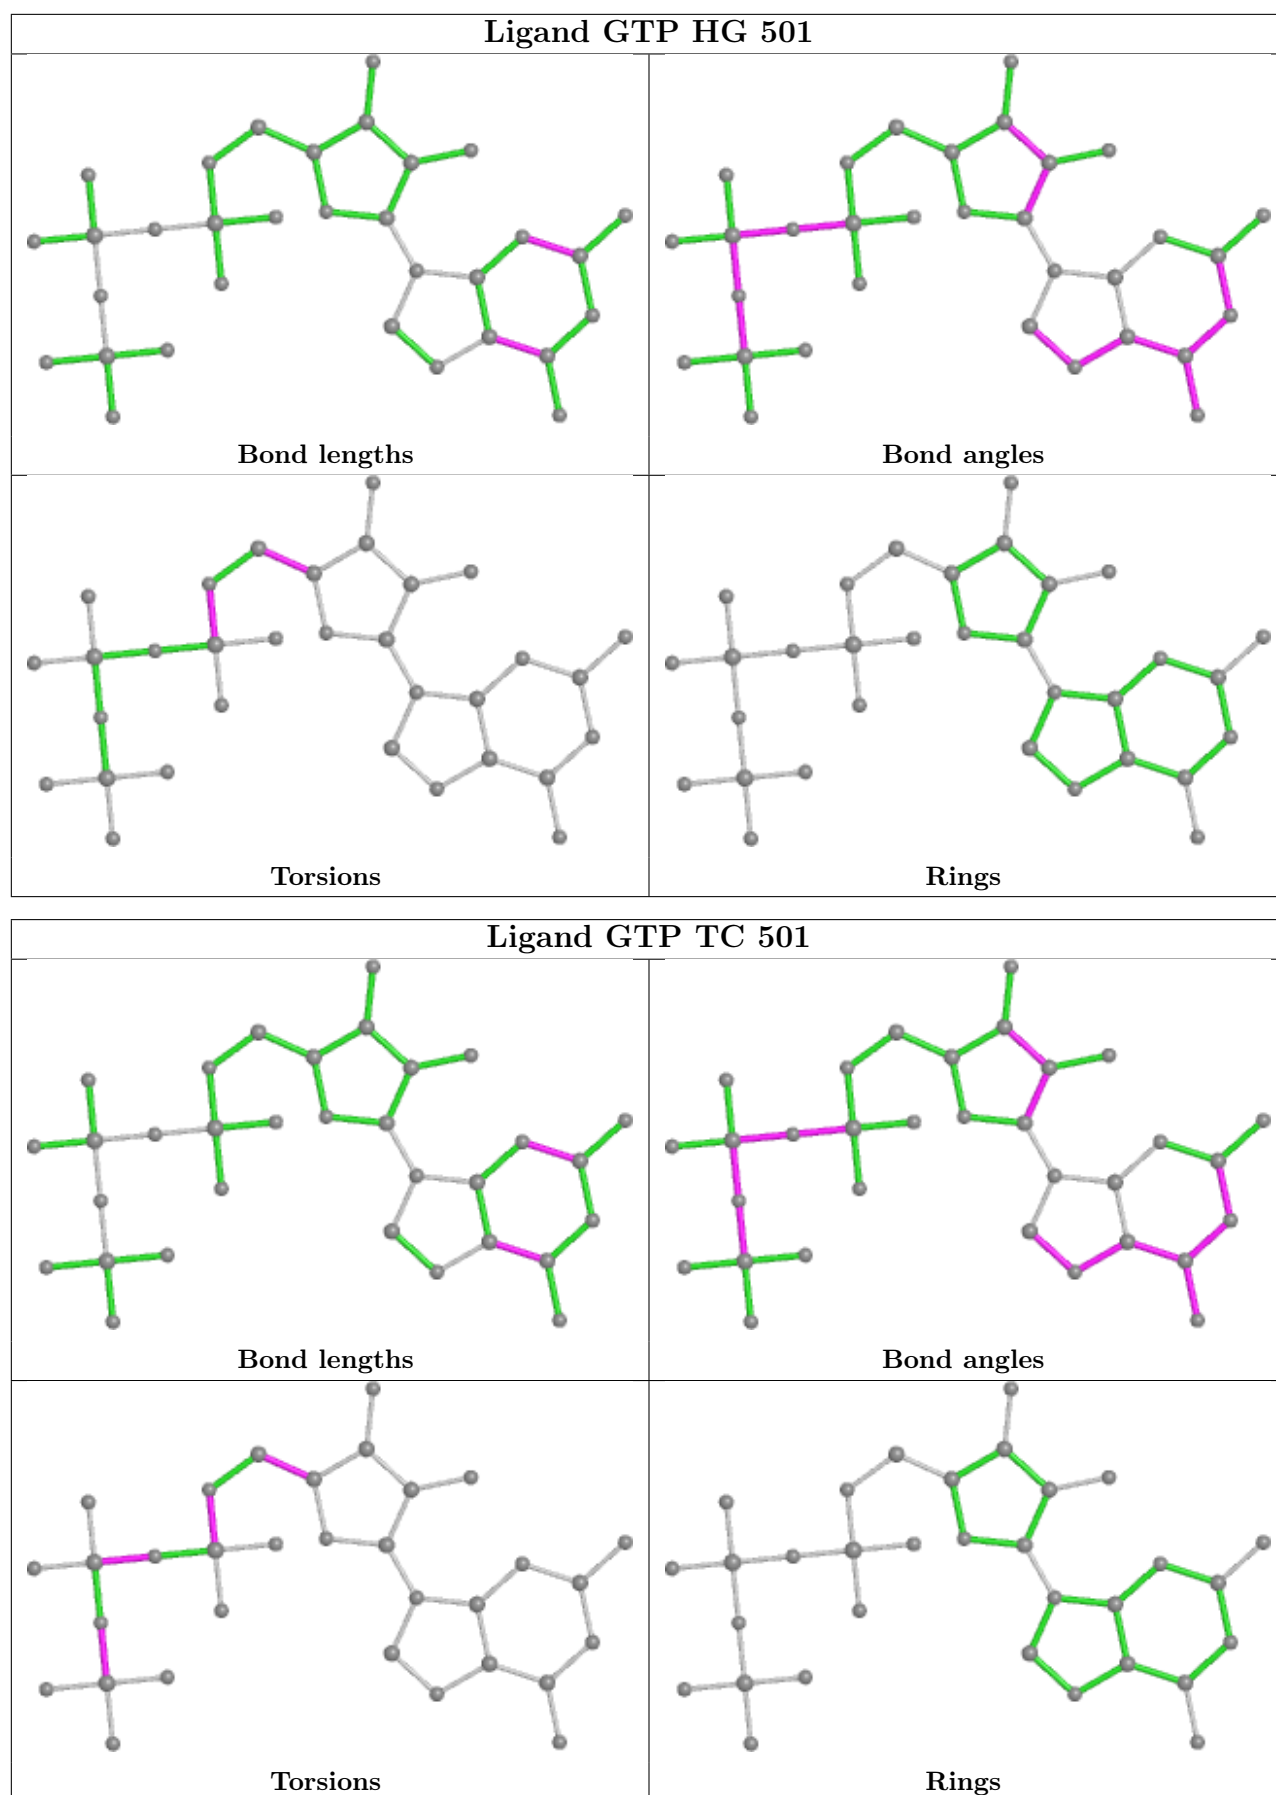 Ligand GTP HG 501
Bond lengths
Bond angles
Torsions
Rings
Ligand GTP TC 501
Bond lengths
Bond angles
Torsions
Rings